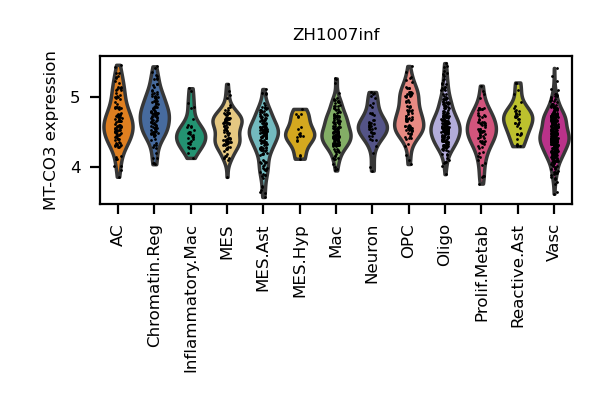 ZH1007inf
MT-CO3 expression
5
4
AC
Chromatin.Reg
Inflammatory.Mac
MES
MES.Ast
MES.Hyp
Mac
Neuron
OPC
Oligo
Prolif.Metab
Reactive.Ast
Vasc